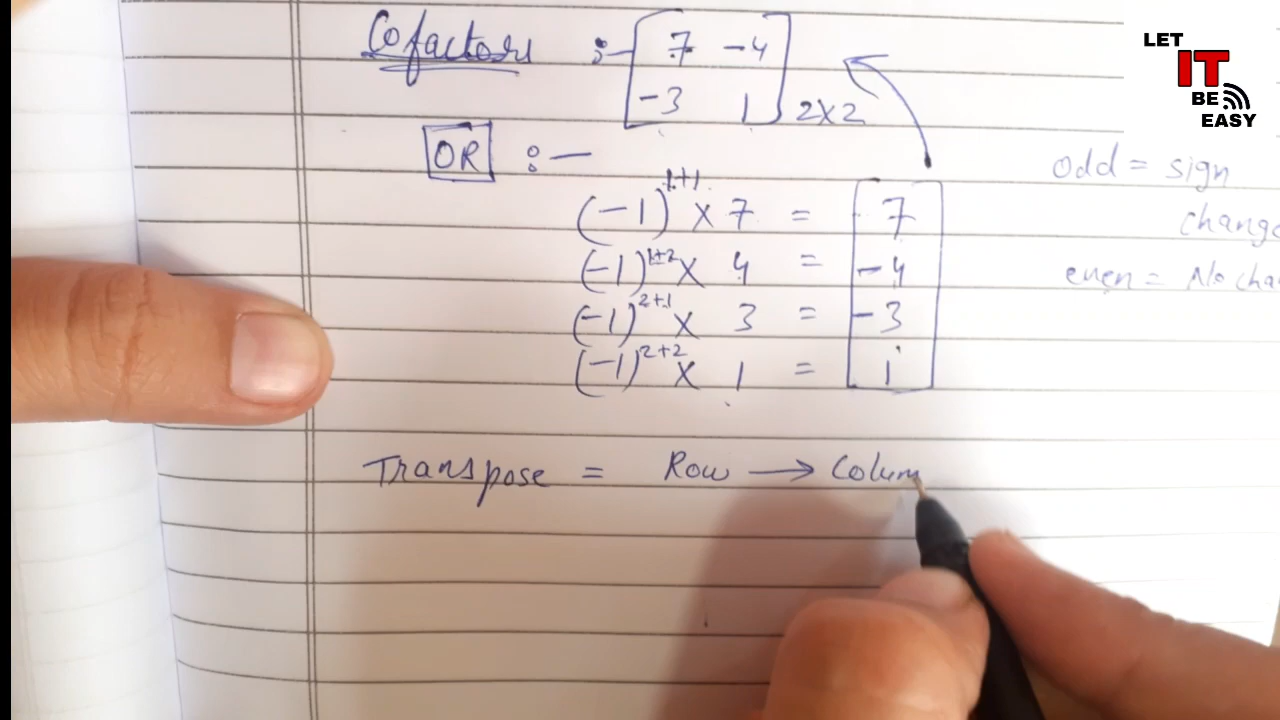 Cofactors :- [ 7 -4
-3 1 ] 2X2
OR :-
(-1)^1+1 X 7 = 7
(-1)^1+2 X 4 = -4
(-1)^2+1 X 3 = -3
(-1)^2+2 X 1 = 1
odd = sign
change
even = No cha
Transpose = Row → Colum
LET
IT
BE
EASY